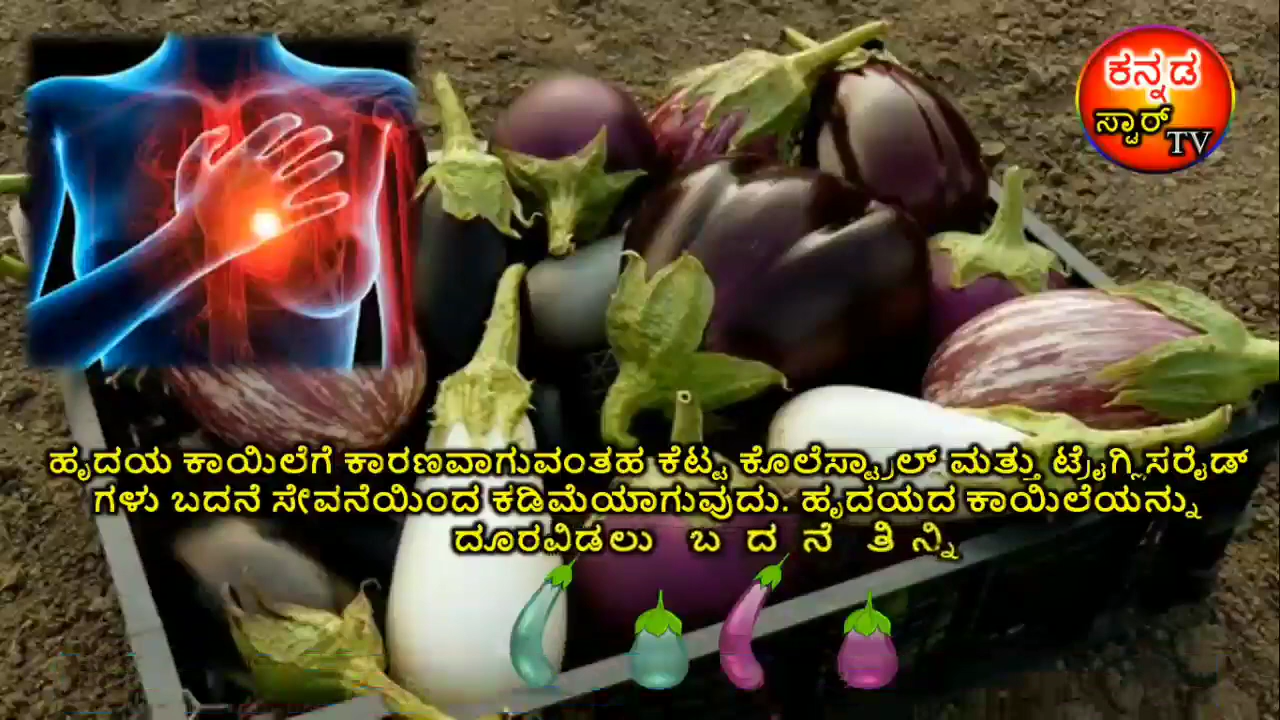 ಕನ್ನಡ
ಸ್ಟಾರ್
TV
ಹೃದಯ ಕಾಯಿಲೆಗೆ ಕಾರಣವಾಗುವಂತಹ ಕೆಟ್ಟ ಕೊಲೆಸ್ಟ್ರಾಲ್ ಮತ್ತು ಟ್ರೈಗ್ಲಿಸರೈಡ್
ಗಳು ಬದನೆ ಸೇವನೆಯಿಂದ ಕಡಿಮೆಯಾಗುವುದು. ಹೃದಯದ ಕಾಯಿಲೆಯನ್ನು
ದೂರವಿಡಲು ಬ ದ ನೆ ತಿ ನ್ನಿ